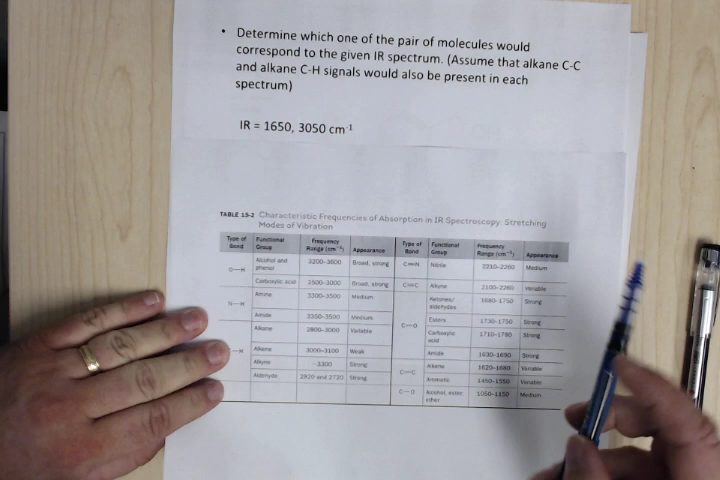 • Determine which one of the pair of molecules would
correspond to the given IR spectrum. (Assume that alkane C-C
and alkane C-H signals would also be present in each
spectrum)
IR = 1650, 3050 cm-1
TABLE 15-2 Characteristic Frequencies of Absorption in IR Spectroscopy: Stretching
Modes of Vibration
Type of Bond Functional Group Frequency Range (cm⁻¹) Appearance Type of Bond Functional Group Frequency Range (cm⁻¹) Appearance
Alcohol and phenol 3200–3600 Broad, strong C≡N Nitrile 2210–2260 Medium
Carboxylic acid 2500–3000 Broad, strong C≡C Alkyne 2100–2260 Variable
N—H Amine 3300–3500 Medium Ketones/ aldehydes 1680–1750 Strong
Amide 3350–3500 Medium C=O Esters 1730–1750 Strong
Alkane 2800–3000 Variable Carboxylic acid 1710–1780 Strong
—H Alkene 3000–3100 Weak Amide 1630–1690 Strong
Alkyne ~3300 Strong C=C Alkene 1620–1680 Variable
Aldehyde 2820 and 2720 Strong Aromatic 1450–1550 Variable
C—O Alcohol, ester, ether 1050–1150 Medium